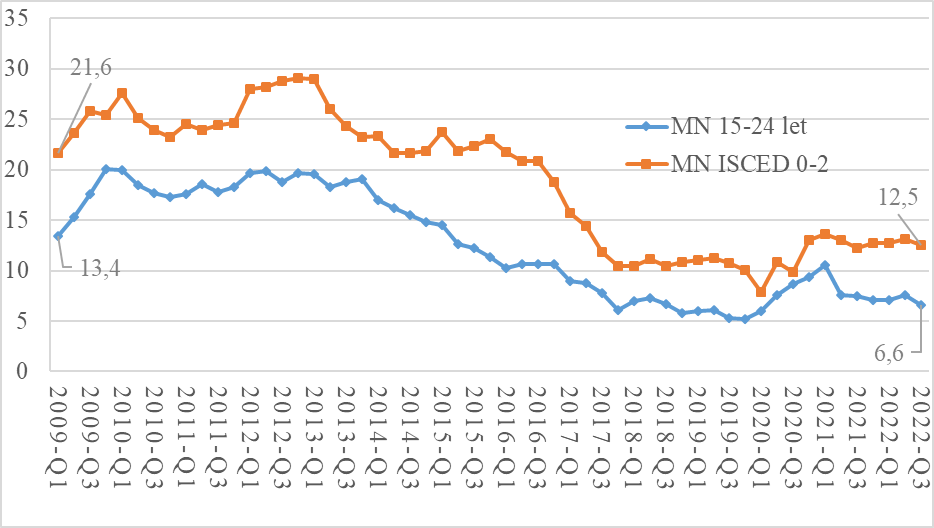 35
30
25
20
15
10
5
0
21,6
13,4
MN 15-24 let
MN ISCED 0-2
12,5
6,6
2009-Q1
2009-Q3
2010-Q1
2010-Q3
2011-Q1
2011-Q3
2012-Q1
2012-Q3
2013-Q1
2013-Q3
2014-Q1
2014-Q3
2015-Q1
2015-Q3
2016-Q1
2016-Q3
2017-Q1
2017-Q3
2018-Q1
2018-Q3
2019-Q1
2019-Q3
2020-Q1
2020-Q3
2021-Q1
2021-Q3
2022-Q1
2022-Q3